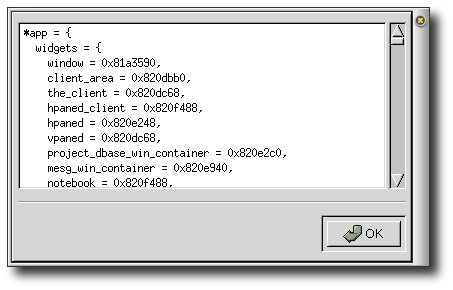 *app = {
widgets = {
window = 0x81a3590,
client_area = 0x820dbb0,
the_client = 0x820dc68,
hpaned_client = 0x820f488,
hpaned = 0x820e248,
vpaned = 0x820dc68,
project_dbase_win_container = 0x820e2c0,
mesg_win_container = 0x820e940,
notebook = 0x820f488,
OK